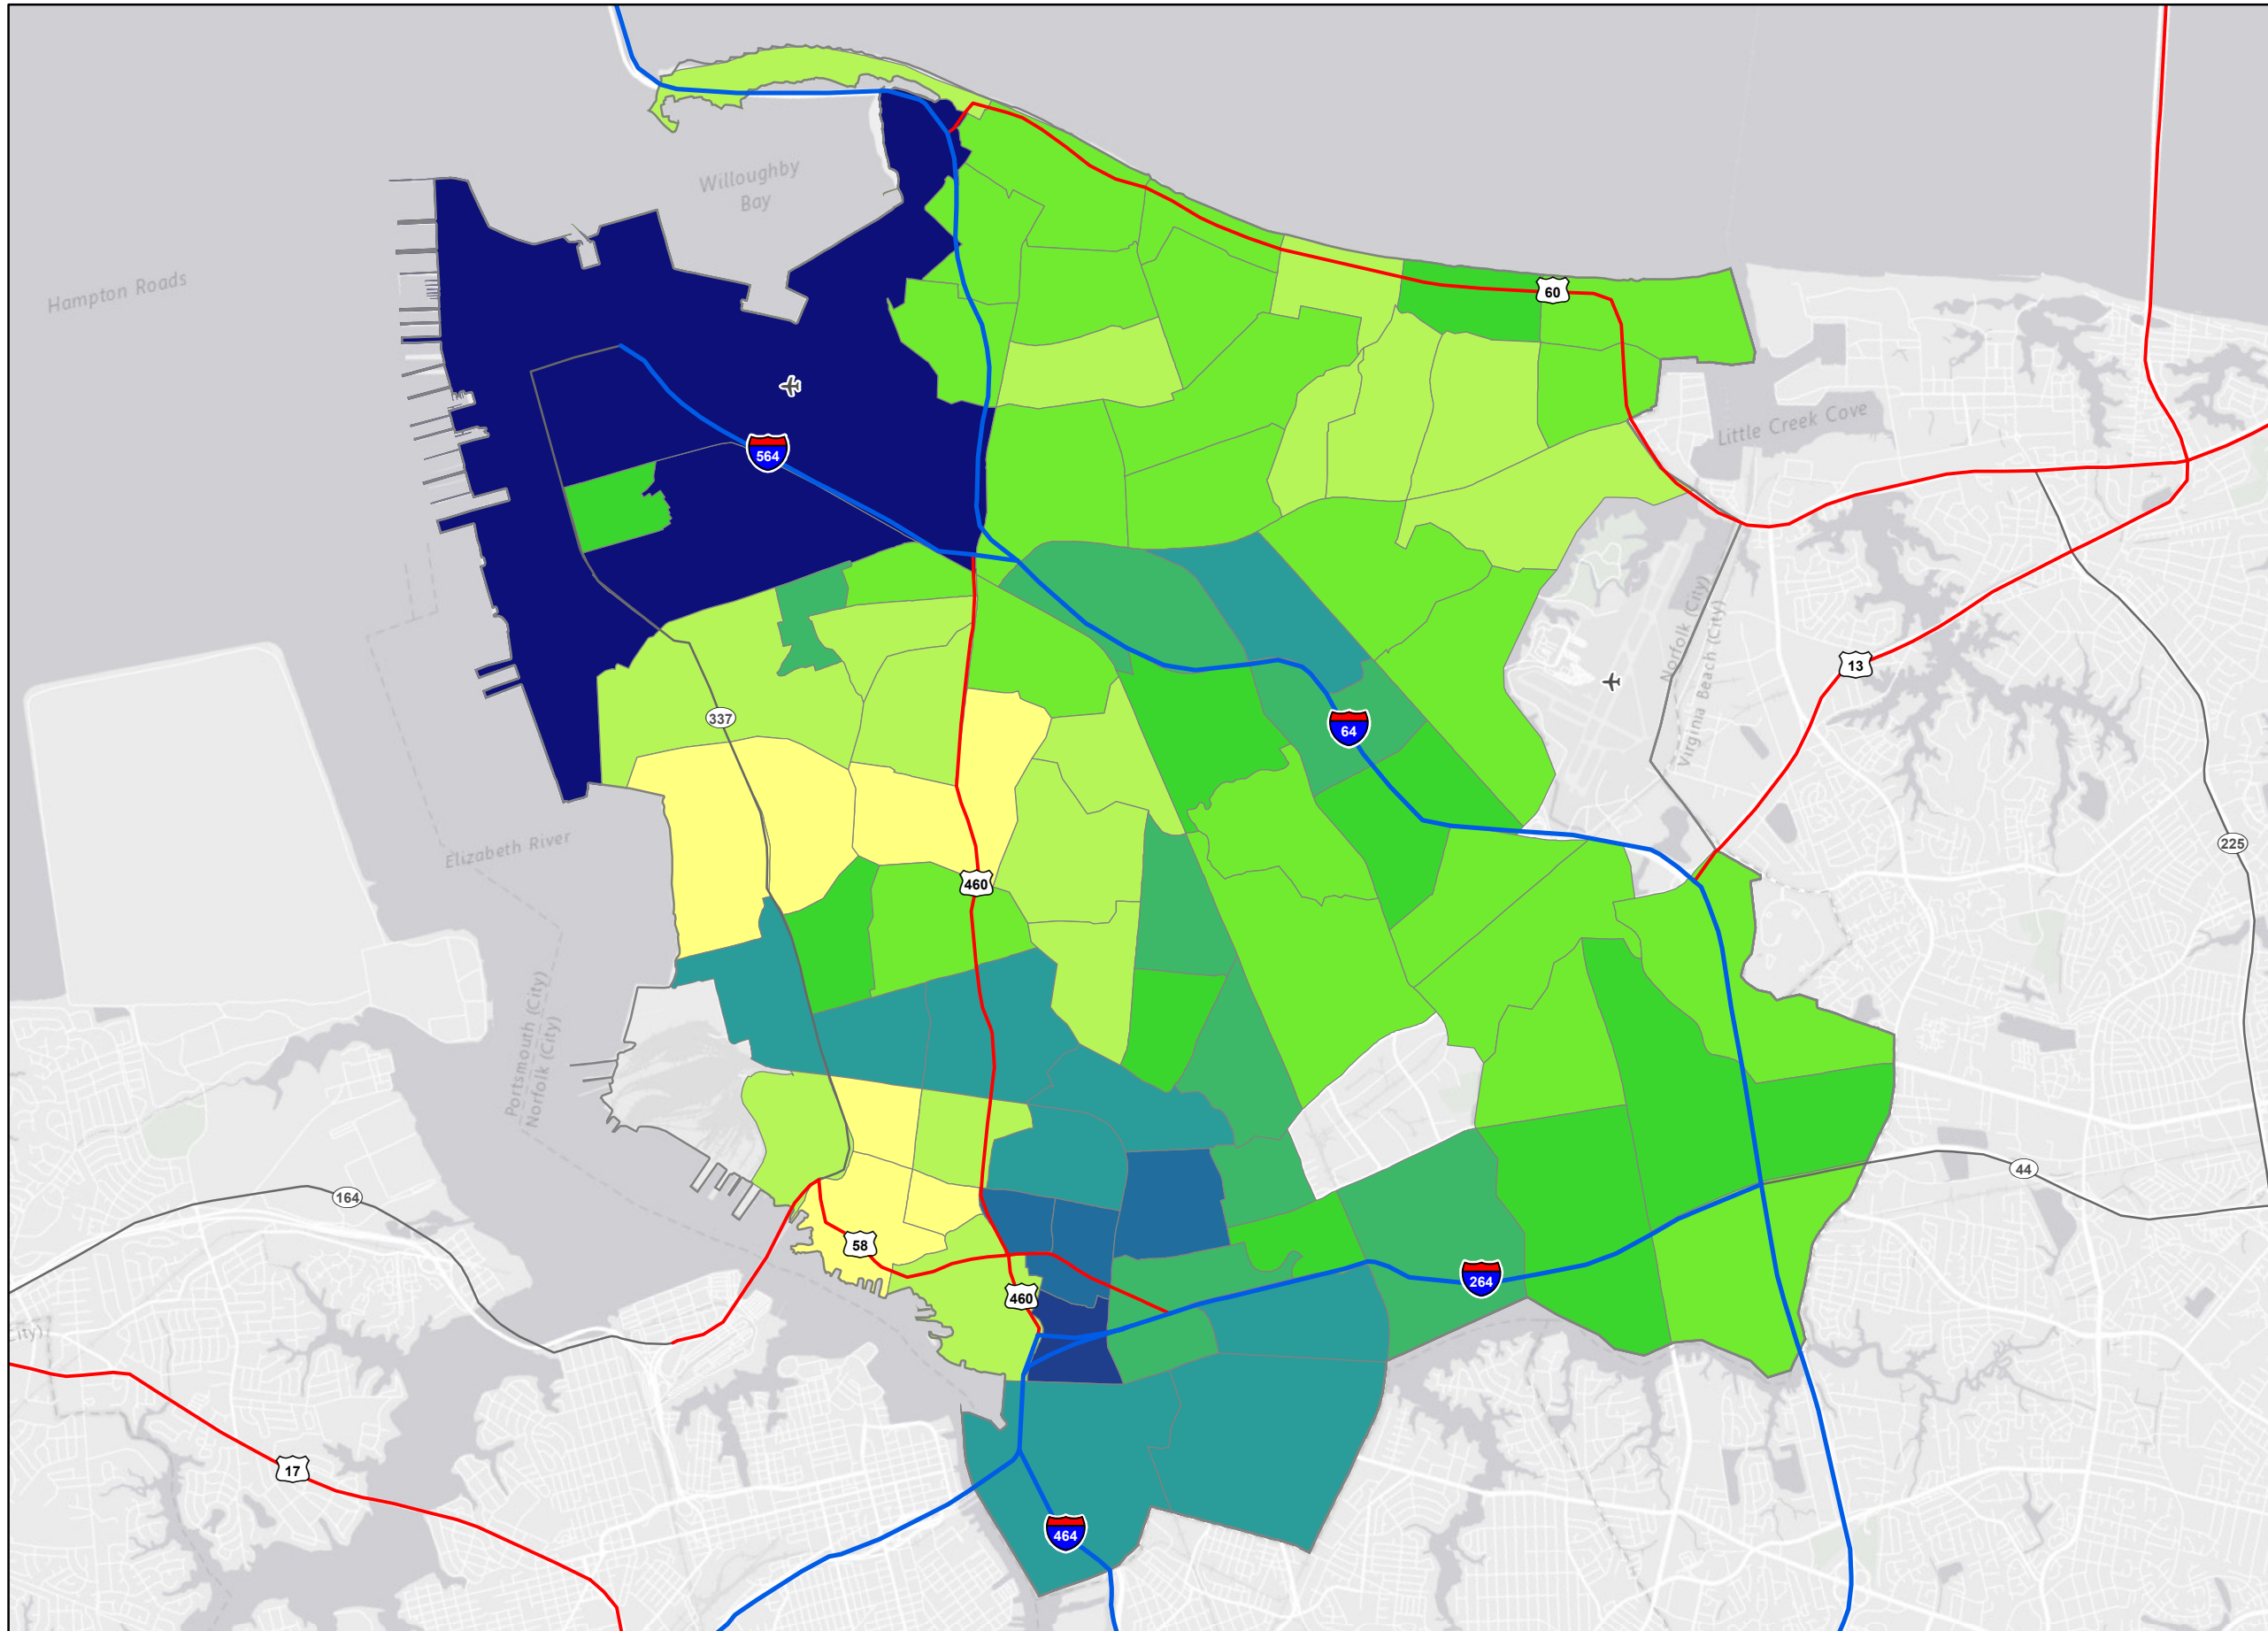 Willoughby
Bay
Hampton Roads
60
Little Creek Cove
564
Norfolk (City)
Virginia Beach (City)
13
337
64
225
Elizabeth River
460
Portsmouth (City)
Norfolk (City)
44
164
58
264
460
City)
17
464